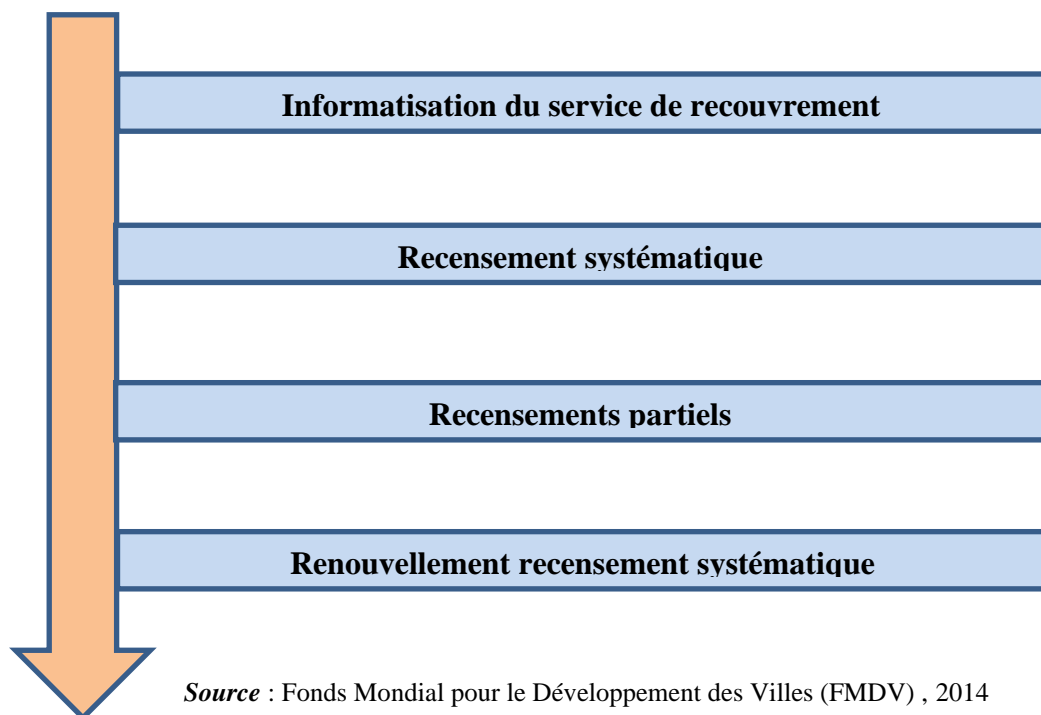 Informatisation du service de recouvrement
Recensement systématique
Recensements partiels
Renouvellement recensement systématique
Source : Fonds Mondial pour le Développement des Villes (FMDV) , 2014